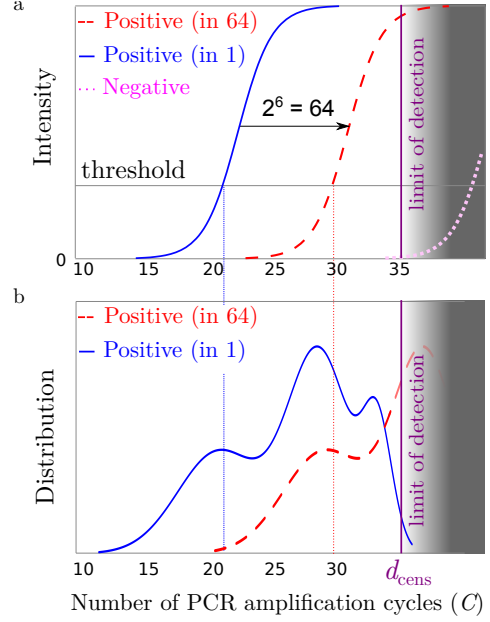 a
Positive (in 64)
Positive (in 1)
Negative
2^6 = 64
Intensity
threshold
limit of detection
0
10 15 20 25 30 35
b
Positive (in 64)
Positive (in 1)
Distribution
limit of detection
10 15 20 25 30 d_cens
Number of PCR amplification cycles (C)